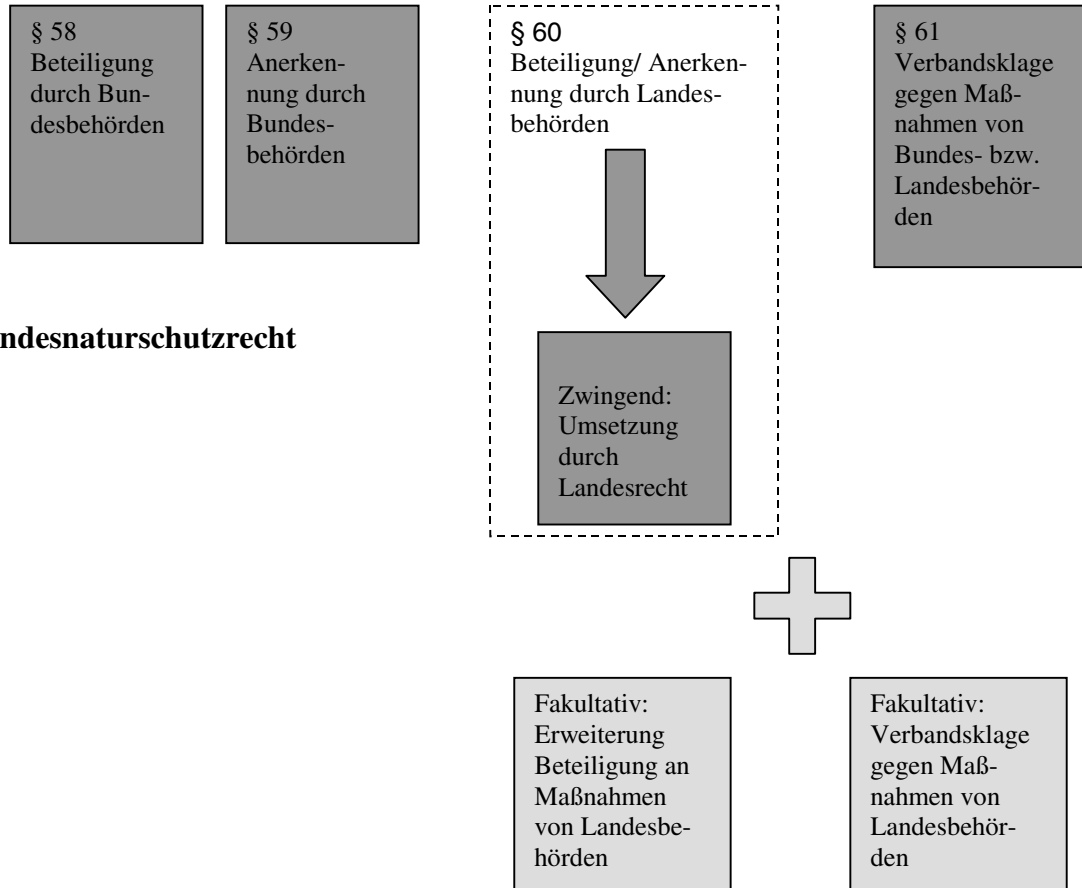 § 58
Beteiligung
durch Bun-
desbehörden
§ 59
Anerken-
nung durch
Bundes-
behörden
§ 60
Beteiligung/ Anerken-
nung durch Landes-
behörden
§ 61
Verbandsklage
gegen Maß-
nahmen von
Bundes- bzw.
Landesbehör-
den
ndesnaturschutzrecht
Zwingend:
Umsetzung
durch
Landesrecht
Fakultativ:
Erweiterung
Beteiligung an
Maßnahmen
von Landesbe-
hörden
Fakultativ:
Verbandsklage
gegen Maß-
nahmen von
Landesbehör-
den